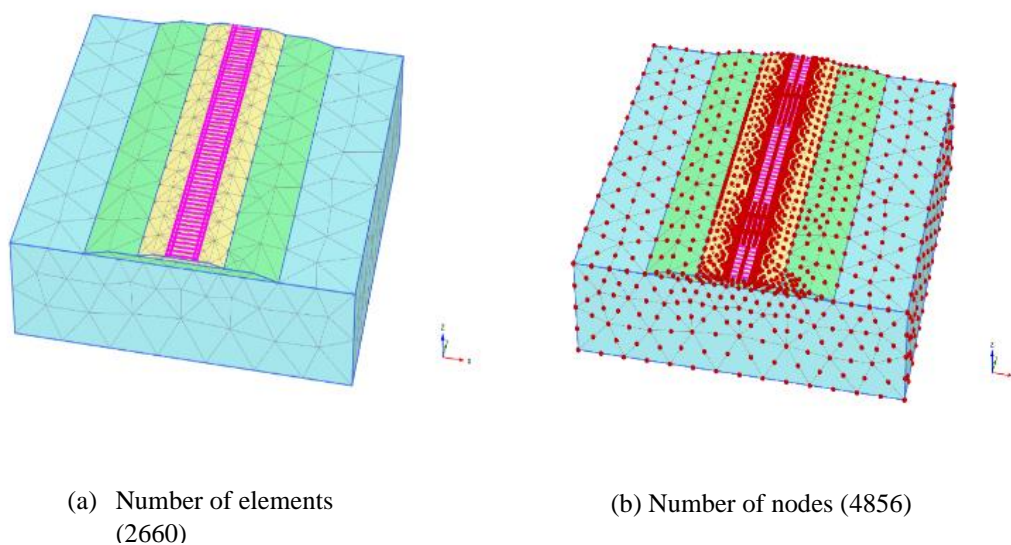 z
x
z
(a) Number of elements
(2660)
(b) Number of nodes (4856)